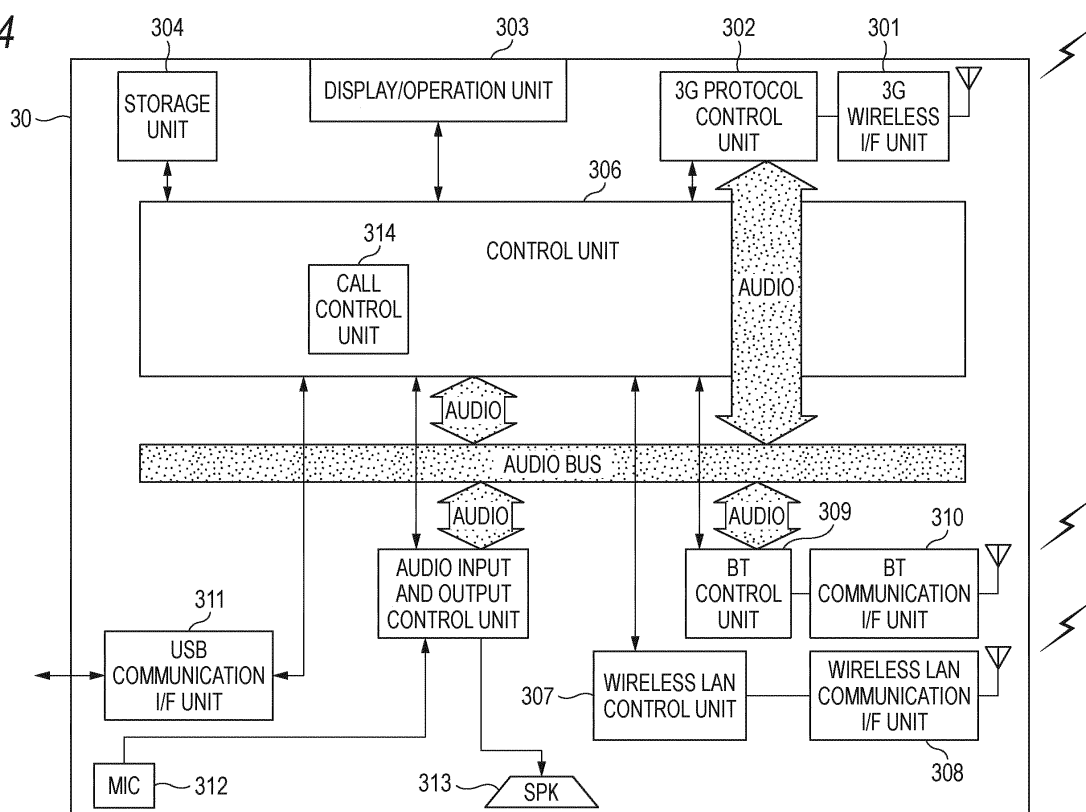 4
304
303
302
301
30
STORAGE
UNIT
DISPLAY/OPERATION UNIT
3G PROTOCOL
CONTROL
UNIT
3G
WIRELESS
I/F UNIT
306
314
CONTROL UNIT
CALL
CONTROL
UNIT
AUDIO
AUDIO
AUDIO BUS
AUDIO
AUDIO
309
310
AUDIO INPUT
AND OUTPUT
CONTROL UNIT
BT
CONTROL
UNIT
BT
COMMUNICATION
I/F UNIT
311
USB
COMMUNICATION
I/F UNIT
307
WIRELESS LAN
CONTROL UNIT
WIRELESS LAN
COMMUNICATION
I/F UNIT
308
MIC
312
313
SPK